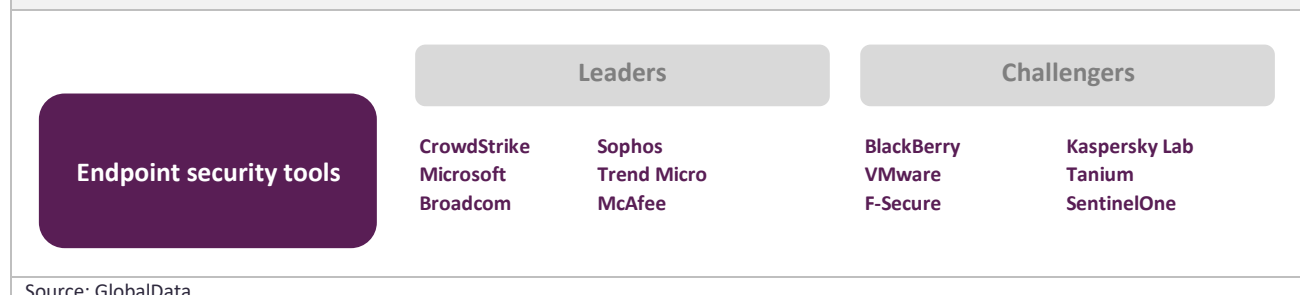 Leaders
Challengers
Endpoint security tools
CrowdStrike Sophos
Microsoft Trend Micro
Broadcom McAfee
BlackBerry Kaspersky Lab
VMware Tanium
F-Secure SentinelOne
Source: GlobalData